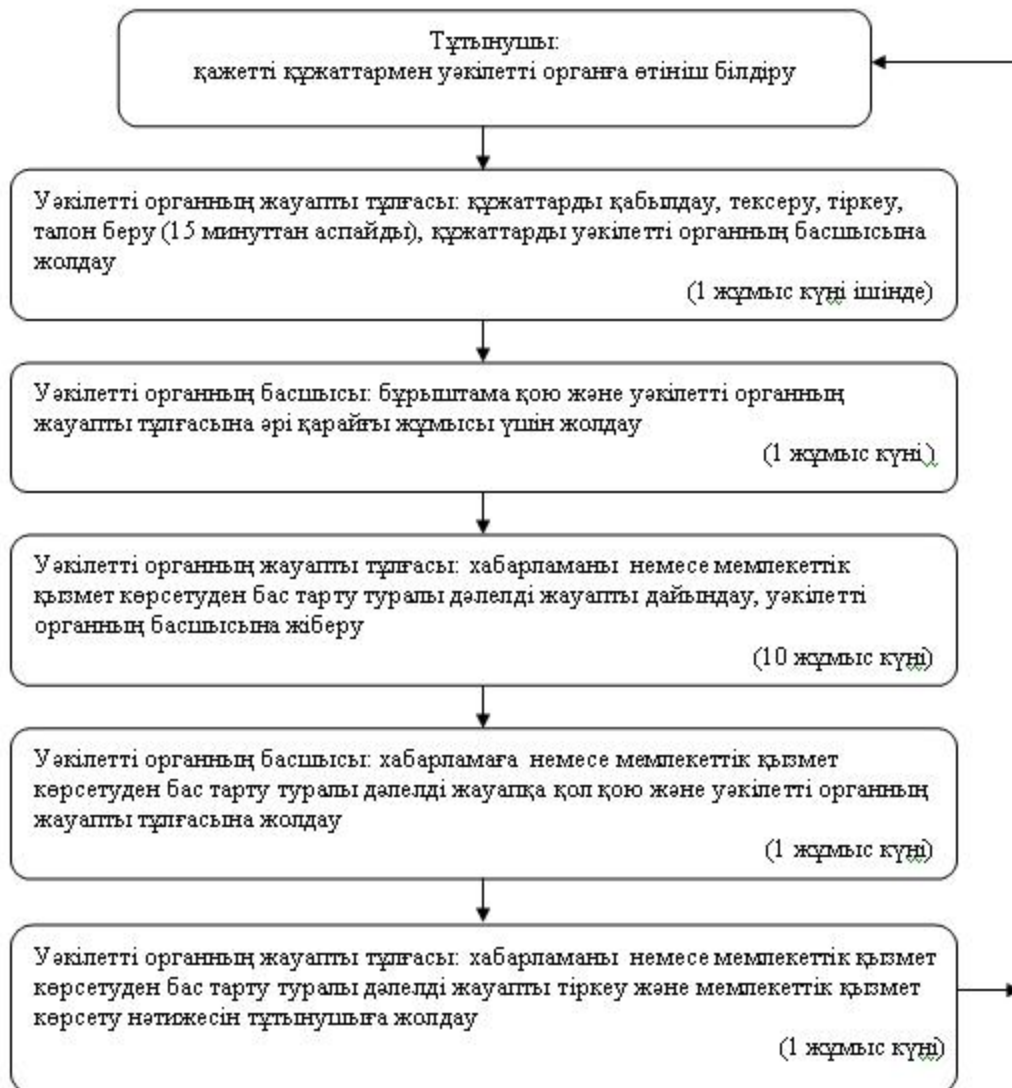 Тұтынушы:
қажетті құжаттармен уәкілетті органға өтініш білдіру
Уәкілетті органның жауапты тұлғасы: құжаттарды қабылдау, тексеру, тіркеу,
талон беру (15 минуттан аспайды), құжаттарды уәкілетті органның басшысына
жолдау
(1 жұмыс күні ішінде)
Уәкілетті органның басшысы: бұрыштама қою және уәкілетті органның
жауапты тұлғасына әрі қарайғы жұмысы үшін жолдау
(1 жұмыс күні)
Уәкілетті органның жауапты тұлғасы: хабарламаны немесе мемлекеттік
қызмет көрсетуден бас тарту туралы дәлелді жауапты дайындау, уәкілетті
органның басшысына жіберу
(10 жұмыс күні)
Уәкілетті органның басшысы: хабарламаға немесе мемлекеттік қызмет
көрсетуден бас тарту туралы дәлелді жауапқа қол қою және уәкілетті органның
жауапты тұлғасына жолдау
(1 жұмыс күні)
Уәкілетті органның жауапты тұлғасы: хабарламаны немесе мемлекеттік қызмет
көрсетуден бас тарту туралы дәлелді жауапты тіркеу және мемлекеттік қызмет
көрсету нәтижесін тұтынушыға жолдау
(1 жұмыс күні)